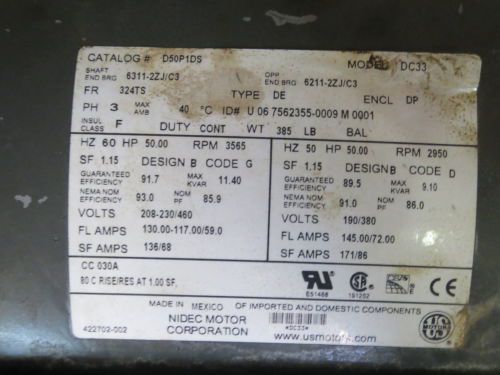 CATALOG # D50P1DS MODEL DC33
SHAFT END BRG 6311-2ZJ/C3 OPP END BRG 6211-2ZJ/C3
FR 324TS TYPE DE ENCL DP
PH 3 MAX AMB 40 °C ID# U 06 7562355-0009 M 0001
INSUL CLASS F DUTY CONT WT 385 LB BAL
HZ 60 HP 50.00 RPM 3565
SF 1.15 DESIGN B CODE G
GUARANTEED EFFICIENCY 91.7 MAX KVAR 11.40
NEMA NOM EFFICIENCY 93.0 NOM PF 85.9
VOLTS 208-230/460
FL AMPS 130.00-117.00/59.0
SF AMPS 136/68
HZ 50 HP 50.00 RPM 2950
SF 1.15 DESIGN B CODE D
GUARANTEED EFFICIENCY 89.5 MAX KVAR 9.10
NEMA NOM EFFICIENCY 91.0 NOM PF 86.0
VOLTS 190/380
FL AMPS 145.00/72.00
SF AMPS 171/86
CC 030A
80 C RISE/RES AT 1.00 SF.
E51466
191202
CE
MADE IN MEXICO OF IMPORTED AND DOMESTIC COMPONENTS
422702-002
NIDEC MOTOR
CORPORATION
*DC33*
www.usmotors.com
US
MOTORS